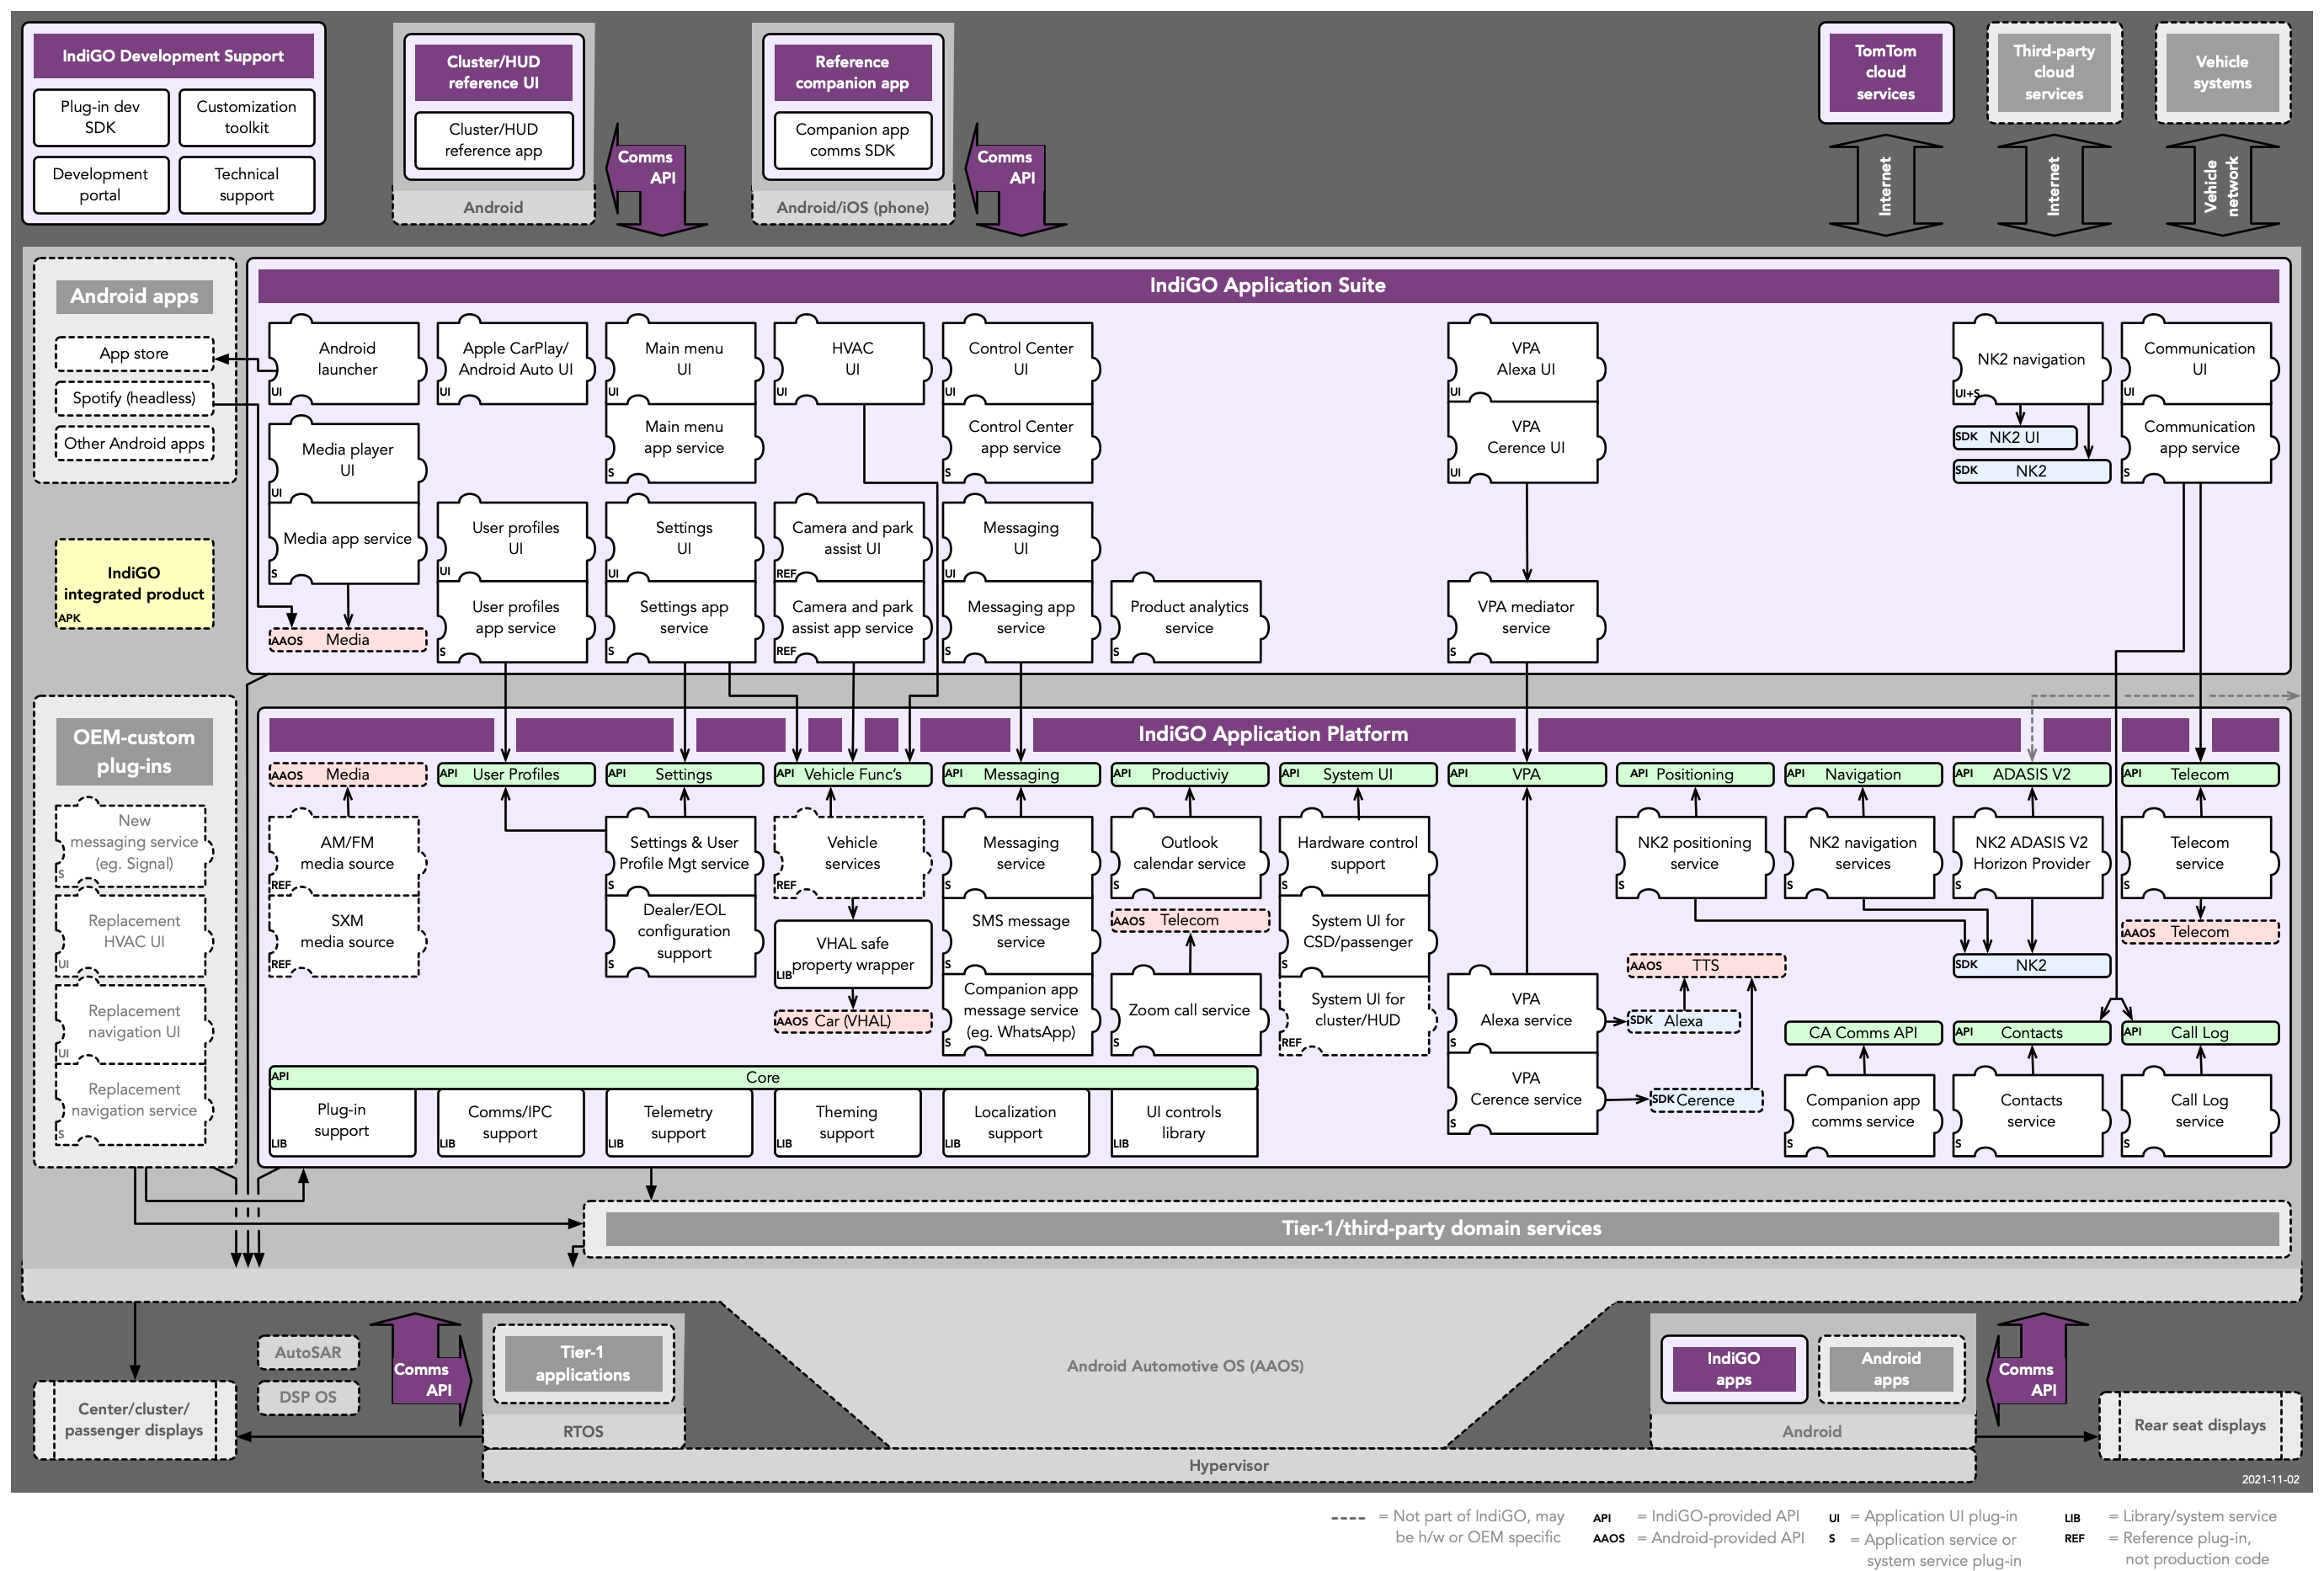 IndiGO Development Support
Plug-in dev
SDK
Customization
toolkit
Development
portal
Technical
support
Cluster/HUD
reference UI
Cluster/HUD
reference app
Android
Comms
API
Reference
companion app
Companion app
comms SDK
Android/iOS (phone)
Comms
API
TomTom
cloud
services
Third-party
cloud
services
Vehicle
systems
Internet
Internet
Vehicle
network
Android apps
App store
Spotify (headless)
Other Android apps
IndiGO
integrated product
APK
IndiGO Application Suite
Android
launcher
UI
Apple CarPlay/
Android Auto UI
UI
Main menu
UI
Main menu
app service
S
HVAC
UI
UI
Control Center
UI
UI
Control Center
app service
S
VPA
Alexa UI
UI
VPA
Cerence UI
UI
NK2 navigation
UI+S
SDK NK2 UI
SDK NK2
Communication
UI
UI
Communication
app service
S
Media player
UI
UI
Media app service
S
AAOS Media
User profiles
UI
UI
User profiles
app service
S
Settings
UI
UI
Settings app
service
S
Camera and park
assist UI
REF
Camera and park
assist app service
REF
Messaging
UI
UI
Messaging app
service
S
Product analytics
service
S
VPA mediator
service
S
OEM-custom
plug-ins
New
messaging service
(eg. Signal)
S
Replacement
HVAC UI
UI
Replacement
navigation UI
UI
Replacement
navigation service
S
IndiGO Application Platform
AAOS Media
API User Profiles
API Settings
API Vehicle Func's
API Messaging
API Productiviy
API System UI
API VPA
API Positioning
API Navigation
API ADASIS V2
API Telecom
AM/FM
media source
REF
SXM
media source
REF
Settings & User
Profile Mgt service
S
Dealer/EOL
configuration
support
S
Vehicle
services
REF
VHAL safe
property wrapper
LIB
AAOS Car (VHAL)
Messaging
service
S
SMS message
service
S
Companion app
message service
(eg. WhatsApp)
S
Outlook
calendar service
S
AAOS Telecom
Zoom call service
S
Hardware control
support
S
System UI for
CSD/passenger
S
System UI for
cluster/HUD
REF
VPA
Alexa service
S
VPA
Cerence service
S
NK2 positioning
service
S
AAOS TTS
SDK Alexa
SDK Cerence
NK2 navigation
services
S
NK2 ADASIS V2
Horizon Provider
S
SDK NK2
Telecom
service
S
AAOS Telecom
CA Comms API
API Contacts
API Call Log
Companion app
comms service
S
Contacts
service
S
Call Log
service
S
API Core
Plug-in
support
LIB
Comms/IPC
support
LIB
Telemetry
support
LIB
Theming
support
LIB
Localization
support
LIB
UI controls
library
LIB
Tier-1/third-party domain services
Android Automotive OS (AAOS)
Center/cluster/
passenger displays
AutoSAR
DSP OS
Comms
API
Tier-1
applications
RTOS
IndiGO
apps
Android
apps
Android
Comms
API
Rear seat displays
Hypervisor
2021-11-02
---- = Not part of IndiGO, may
be h/w or OEM specific
API = IndiGO-provided API
AAOS = Android-provided API
UI = Application UI plug-in
S = Application service or
system service plug-in
LIB = Library/system service
REF = Reference plug-in,
not production code